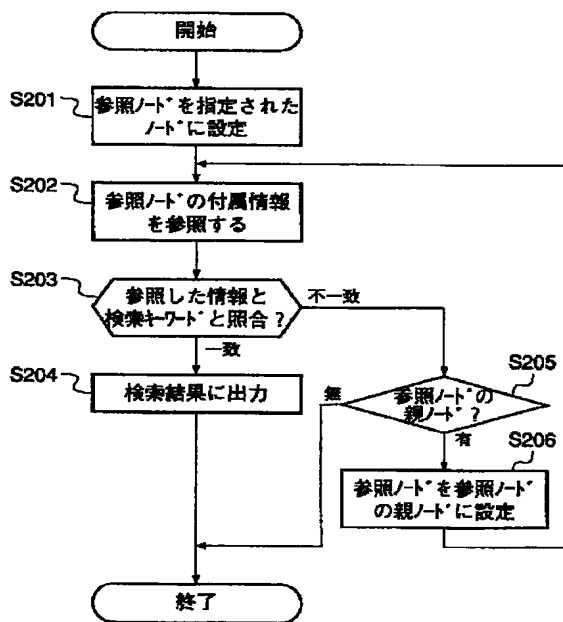 開始
S201
参照ノードを指定された
ノードに設定
S202
参照ノードの付属情報
を参照する
S203
参照した情報と
検索キーワードと照合?
不一致
一致
S204
検索結果に出力
S205
参照ノードの
親ノード?
無
有
S206
参照ノードを参照ノード
の親ノードに設定
終了